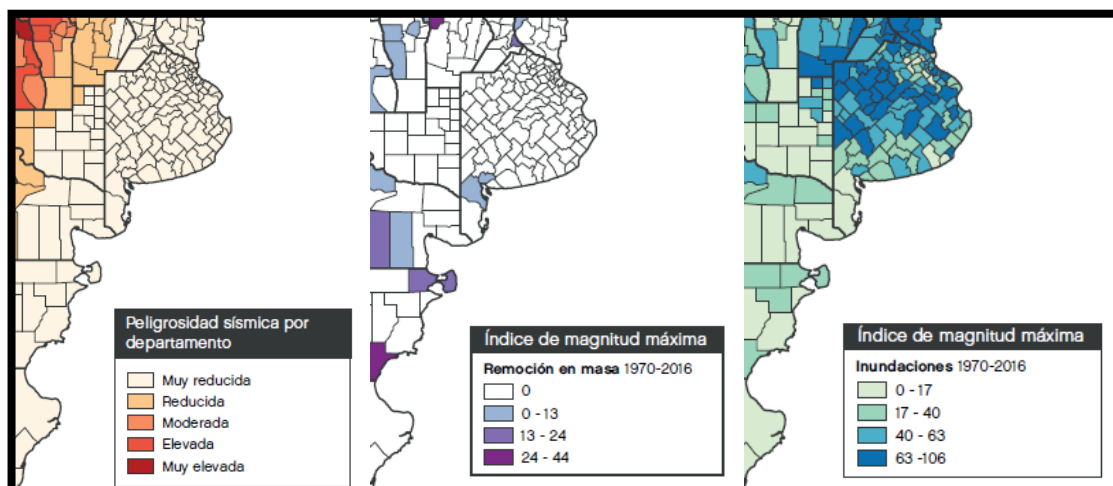 Peligrosidad sísmica por
departamento
Muy reducida
Reducida
Moderada
Elevada
Muy elevada
Índice de magnitud máxima
Remoción en masa 1970-2016
0
0 - 13
13 - 24
24 - 44
Índice de magnitud máxima
Inundaciones 1970-2016
0 - 17
17 - 40
40 - 63
63 -106